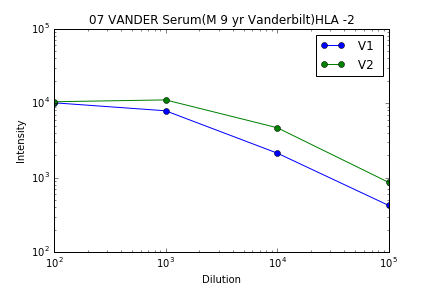 07 VANDER Serum(M 9 yr Vanderbilt)HLA -2
10^5
V1
V2
10^4
Intensity
10^3
10^2
10^2 10^3 10^4 10^5
Dilution